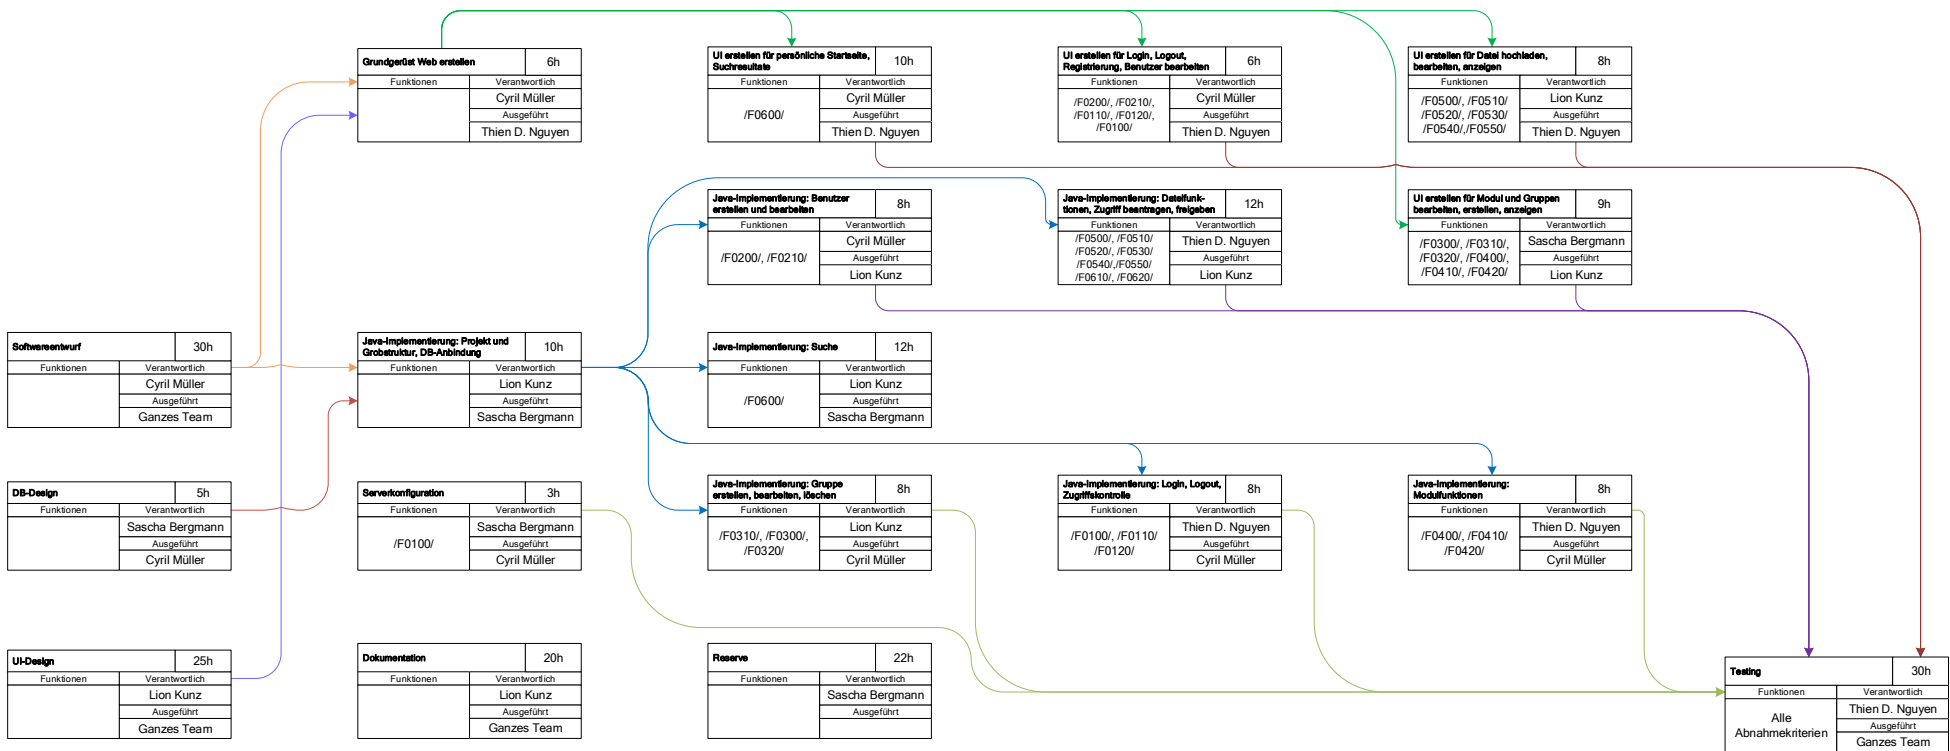 Grundgerüst Web erstellen
6h
Funktionen
Verantwortlich
Cyril Müller
Ausgeführt
Thien D. Nguyen
UI erstellen für persönliche Startseite,
Suchresultate
10h
Funktionen
Verantwortlich
/F0600/
Cyril Müller
Ausgeführt
Thien D. Nguyen
UI erstellen für Login, Logout,
Registrierung, Benutzer bearbeiten
6h
Funktionen
Verantwortlich
/F0200/, /F0210/,
/F0110/, /F0120/,
/F0100/
Cyril Müller
Ausgeführt
Thien D. Nguyen
UI erstellen für Datei hochladen,
bearbeiten, anzeigen
8h
Funktionen
Verantwortlich
/F0500/, /F0510/
/F0520/, /F0530/
/F0540/,/F0550/
Lion Kunz
Ausgeführt
Thien D. Nguyen
Java-Implementierung: Benutzer
erstellen und bearbeiten
8h
Funktionen
Verantwortlich
/F0200/, /F0210/
Cyril Müller
Ausgeführt
Lion Kunz
Java-Implementierung: Dateifunk-
tionen, Zugriff beantragen, freigeben
12h
Funktionen
Verantwortlich
/F0500/, /F0510/
/F0520/, /F0530/
/F0540/,/F0550/
/F0610/, /F0620/
Thien D. Nguyen
Ausgeführt
Lion Kunz
UI erstellen für Modul und Gruppen
bearbeiten, erstellen, anzeigen
9h
Funktionen
Verantwortlich
/F0300/, /F0310/,
/F0320/, /F0400/,
/F0410/, /F0420/
Sascha Bergmann
Ausgeführt
Lion Kunz
Softwareentwurf
30h
Funktionen
Verantwortlich
Cyril Müller
Ausgeführt
Ganzes Team
Java-Implementierung: Projekt und
Grobstruktur, DB-Anbindung
10h
Funktionen
Verantwortlich
Lion Kunz
Ausgeführt
Sascha Bergmann
Java-Implementierung: Suche
12h
Funktionen
Verantwortlich
/F0600/
Lion Kunz
Ausgeführt
Sascha Bergmann
DB-Design
5h
Funktionen
Verantwortlich
Sascha Bergmann
Ausgeführt
Cyril Müller
Serverkonfiguration
3h
Funktionen
Verantwortlich
/F0100/
Sascha Bergmann
Ausgeführt
Cyril Müller
Java-Implementierung: Gruppe
erstellen, bearbeiten, löschen
8h
Funktionen
Verantwortlich
/F0310/, /F0300/,
/F0320/
Lion Kunz
Ausgeführt
Cyril Müller
Java-Implementierung: Login, Logout,
Zugriffskontrolle
8h
Funktionen
Verantwortlich
/F0100/, /F0110/
/F0120/
Thien D. Nguyen
Ausgeführt
Cyril Müller
Java-Implementierung:
Modulfunktionen
8h
Funktionen
Verantwortlich
/F0400/, /F0410/
/F0420/
Thien D. Nguyen
Ausgeführt
Cyril Müller
UI-Design
25h
Funktionen
Verantwortlich
Lion Kunz
Ausgeführt
Ganzes Team
Dokumentation
20h
Funktionen
Verantwortlich
Lion Kunz
Ausgeführt
Ganzes Team
Reserve
22h
Funktionen
Verantwortlich
Sascha Bergmann
Ausgeführt
Testing
30h
Funktionen
Verantwortlich
Alle
Abnahmekriterien
Thien D. Nguyen
Ausgeführt
Ganzes Team